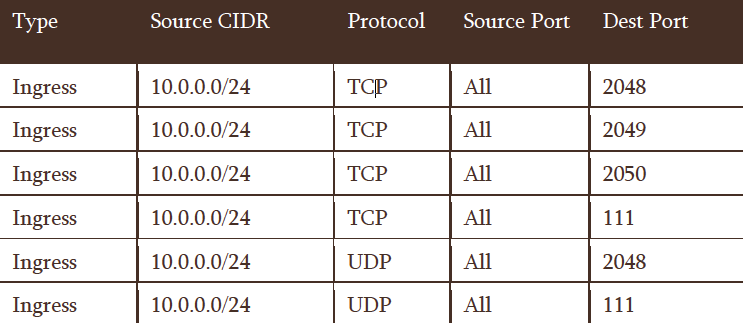 Type Source CIDR Protocol Source Port Dest Port
Ingress 10.0.0.0/24 TCP All 2048
Ingress 10.0.0.0/24 TCP All 2049
Ingress 10.0.0.0/24 TCP All 2050
Ingress 10.0.0.0/24 TCP All 111
Ingress 10.0.0.0/24 UDP All 2048
Ingress 10.0.0.0/24 UDP All 111